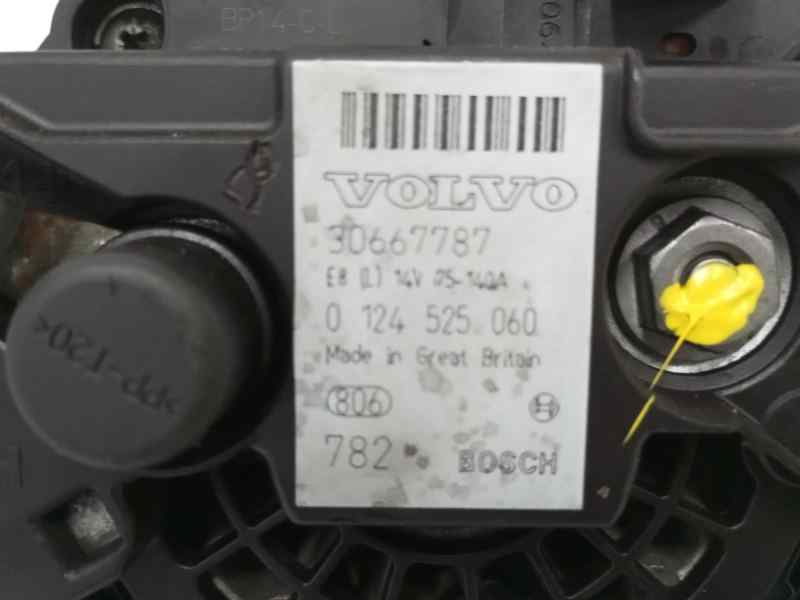 BP14-C-L
VOLVO
30667787
E8 (L) 14V 75-140A
0 124 525 060
Made in Great Britain
806
782 BOSCH
>PP-T20<